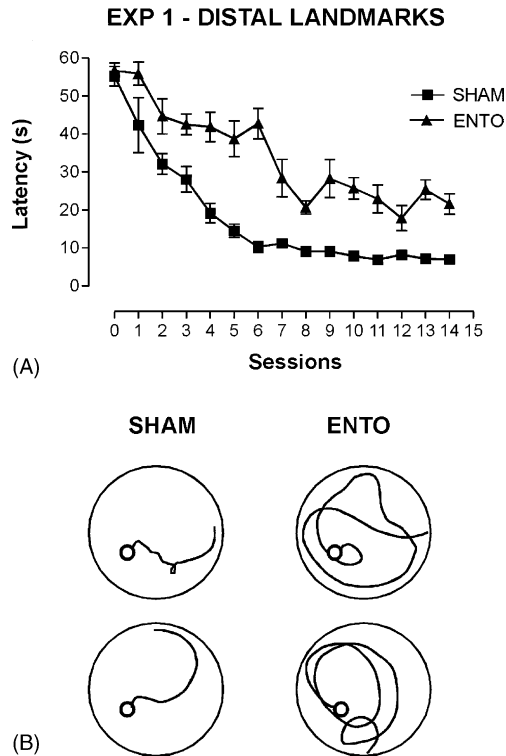 EXP 1 - DISTAL LANDMARKS
60
50
40
30
20
10
0
Latency (s)
SHAM
ENTO
0 1 2 3 4 5 6 7 8 9 10 11 12 13 14 15
Sessions
(A)
SHAM ENTO
(B)